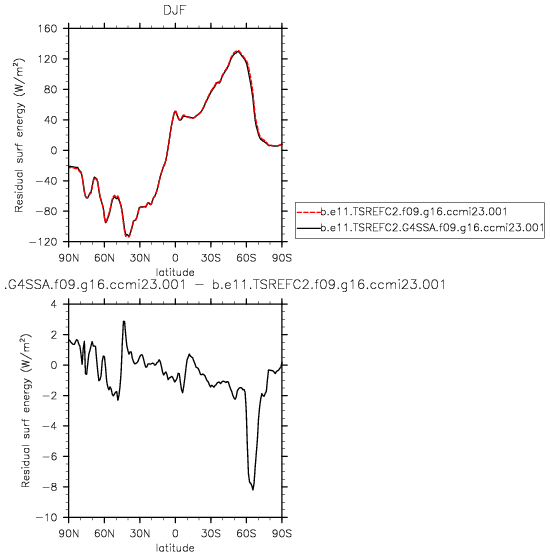 DJF
Residual surf energy (W/m²)
160
120
80
40
0
-40
-80
-120
90N 60N 30N 0 30S 60S 90S
latitude
b.e11.TSREFC2.f09.g16.ccmi23.001
b.e11.TSREFC2.G4SSA.f09.g16.ccmi23.001
.G4SSA.f09.g16.ccmi23.001 - b.e11.TSREFC2.f09.g16.ccmi23.001
Residual surf energy (W/m²)
4
2
0
-2
-4
-6
-8
-10
90N 60N 30N 0 30S 60S 90S
latitude